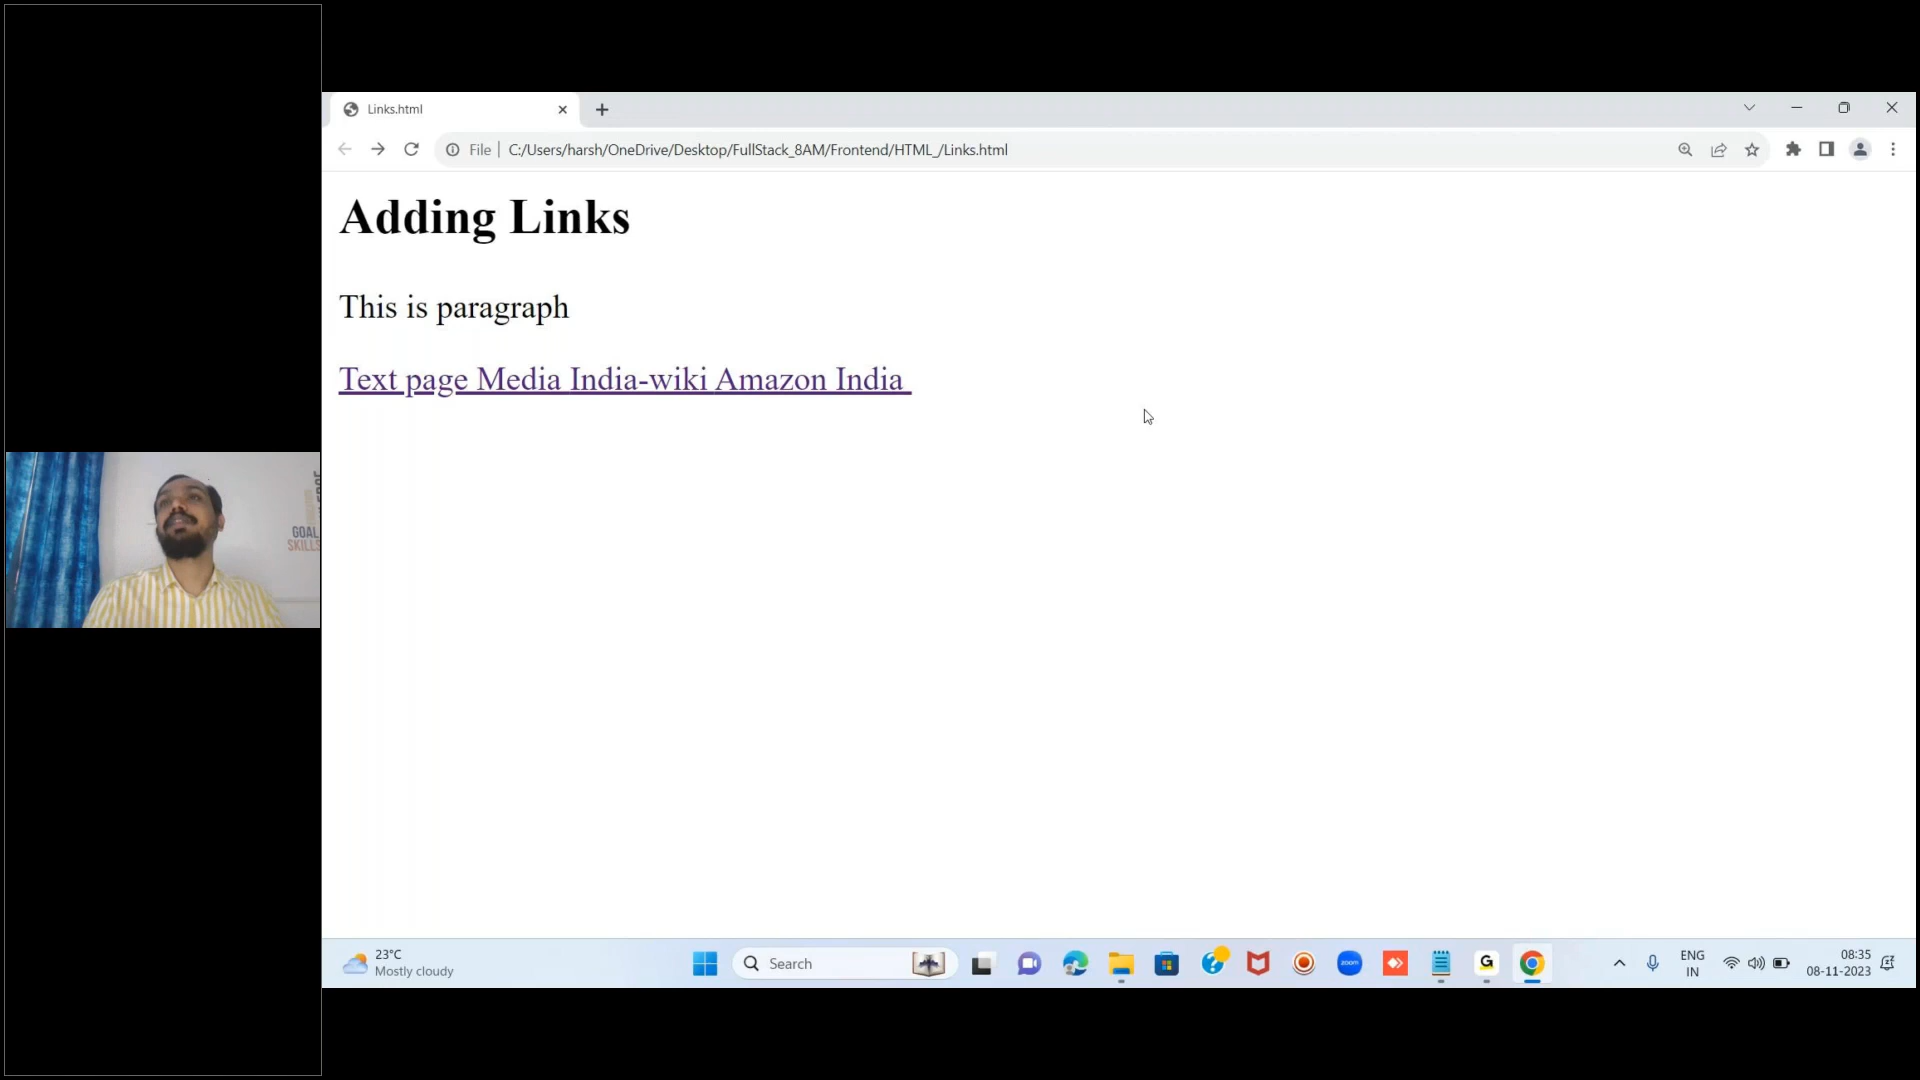 Links.html
File
C:/Users/harsh/OneDrive/Desktop/FullStack_8AM/Frontend/HTML_/Links.html
Adding Links
This is paragraph
Text page Media India-wiki Amazon India
GOAL
SKILLS
23°C
Mostly cloudy
Search
zoom
G
ENG
IN
08:35
08-11-2023